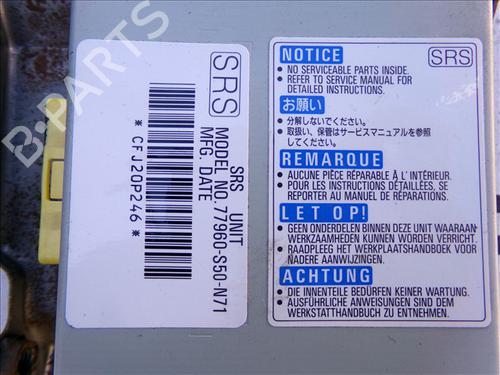 SRS
SRS UNIT
MODEL NO.77960-S50-N71
MFG. DATE
* CFJ20P246 *
NOTICE
SRS
• NO SERVICEABLE PARTS INSIDE.
• REFER TO SERVICE MANUAL FOR
DETAILED INSTRUCTIONS.
お願い
• 分解しないでください。
• 取扱い、保管はサービスマニュアルを参照
してください。
REMARQUE
• AUCUNE PIÈCE RÉPARABLE À L'INTÉRIEUR.
• POUR LES INSTRUCTIONS DÉTAILLÉES, SE
REPORTER AU MANUEL DE RÉPARATIONS.
LET OP!
• GEEN ONDERDELEN BINNEN DEZE UNIT WAARAAN
WERKZAAMHEDEN KUNNEN WORDEN VERRICHT.
• RAADPLEEG HET WERKPLAATSHANDBOEK VOOR
NADERE AANWIJZINGEN.
ACHTUNG
• DIE INNENTEILE BEDÜRFEN KEINER WARTUNG.
• AUSFÜHRLICHE ANWEISUNGEN SIND DEM
WERKSTATTHANDBUCH ZU ENTNEHMEN.
B-PARTS